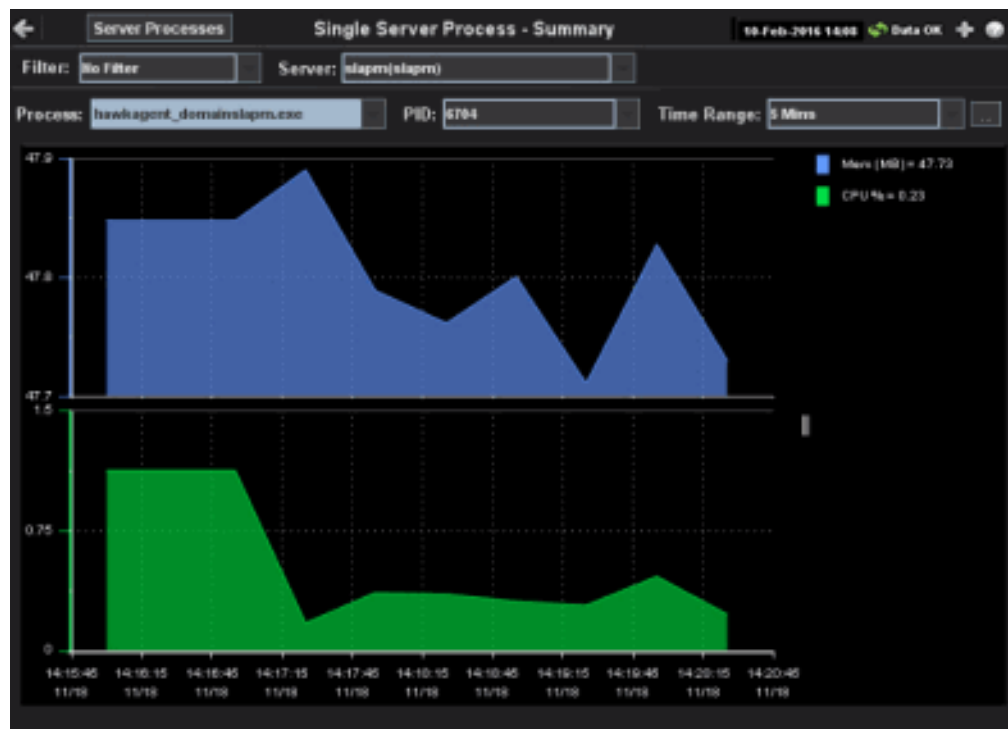 Server Processes Single Server Process - Summary 10-Feb-2016 14:08 Data OK
Filter: No Filter Server: slapm(slapm)
Process: hawkagent_domainslapm.exe PID: 6704 Time Range: 5 Mins ...
47.9
47.8
47.7
Mem (MB)= 47.73
CPU %= 0.23
1.5
0.75
0
14:15:45 14:16:15 14:16:45 14:17:15 14:17:45 14:18:15 14:18:45 14:19:15 14:19:45 14:20:15 14:20:45
11/18 11/18 11/18 11/18 11/18 11/18 11/18 11/18 11/18 11/18 11/18